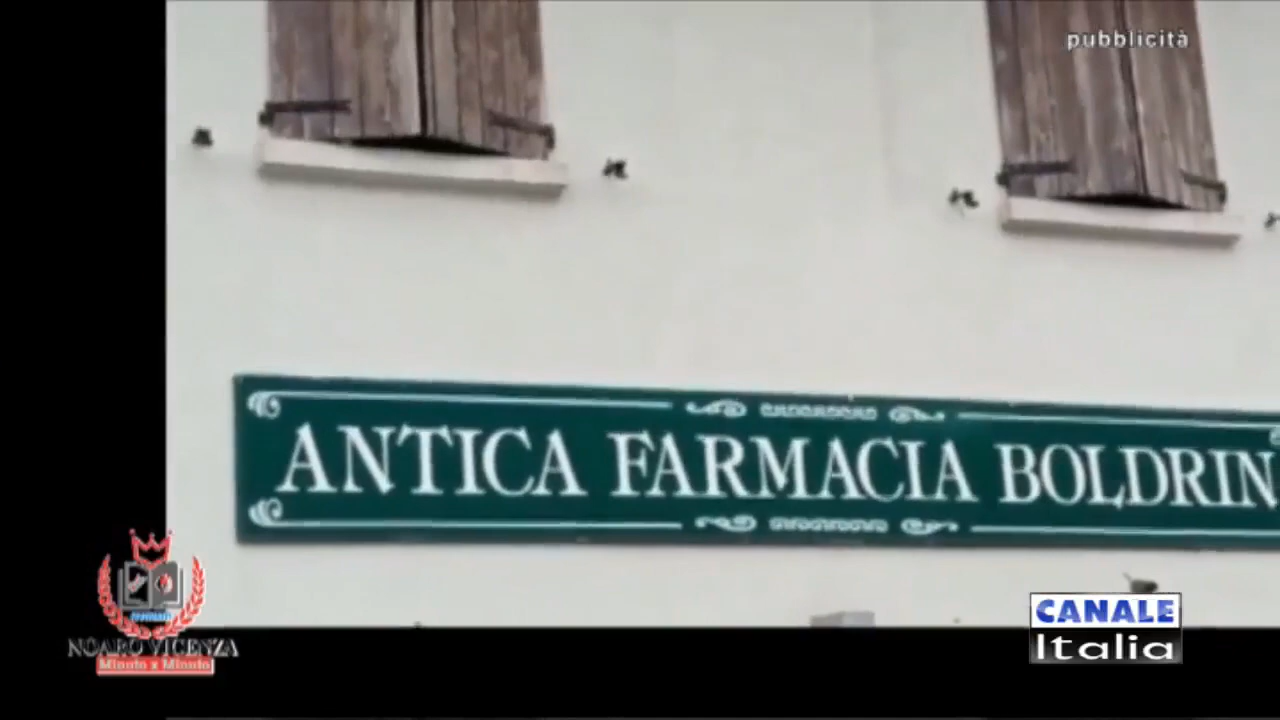 pubblicità
ANTICA FARMACIA BOLDRIN
NOARO VICENZA
Minuto x Minuto
CANALE
Italia